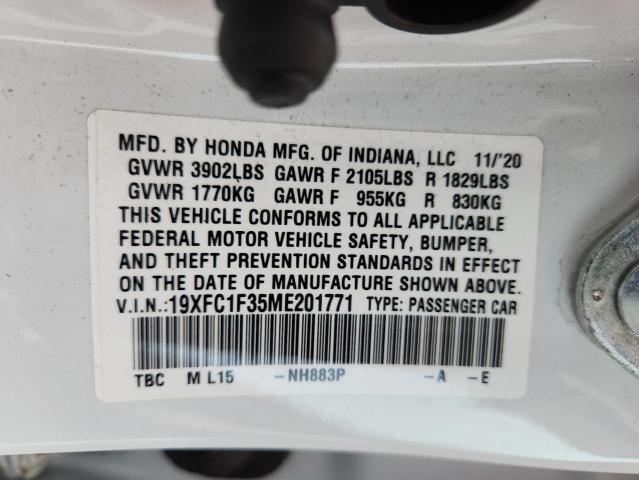 MFD. BY HONDA MFG. OF INDIANA, LLC 11/'20
GVWR 3902LBS GAWR F 2105LBS R 1829LBS
GVWR 1770KG GAWR F 955KG R 830KG
THIS VEHICLE CONFORMS TO ALL APPLICABLE
FEDERAL MOTOR VEHICLE SAFETY, BUMPER,
AND THEFT PREVENTION STANDARDS IN EFFECT
ON THE DATE OF MANUFACTURE SHOWN ABOVE.
V.I.N.:19XFC1F35ME201771 TYPE: PASSENGER CAR
TBC M L15 -NH883P -A -E